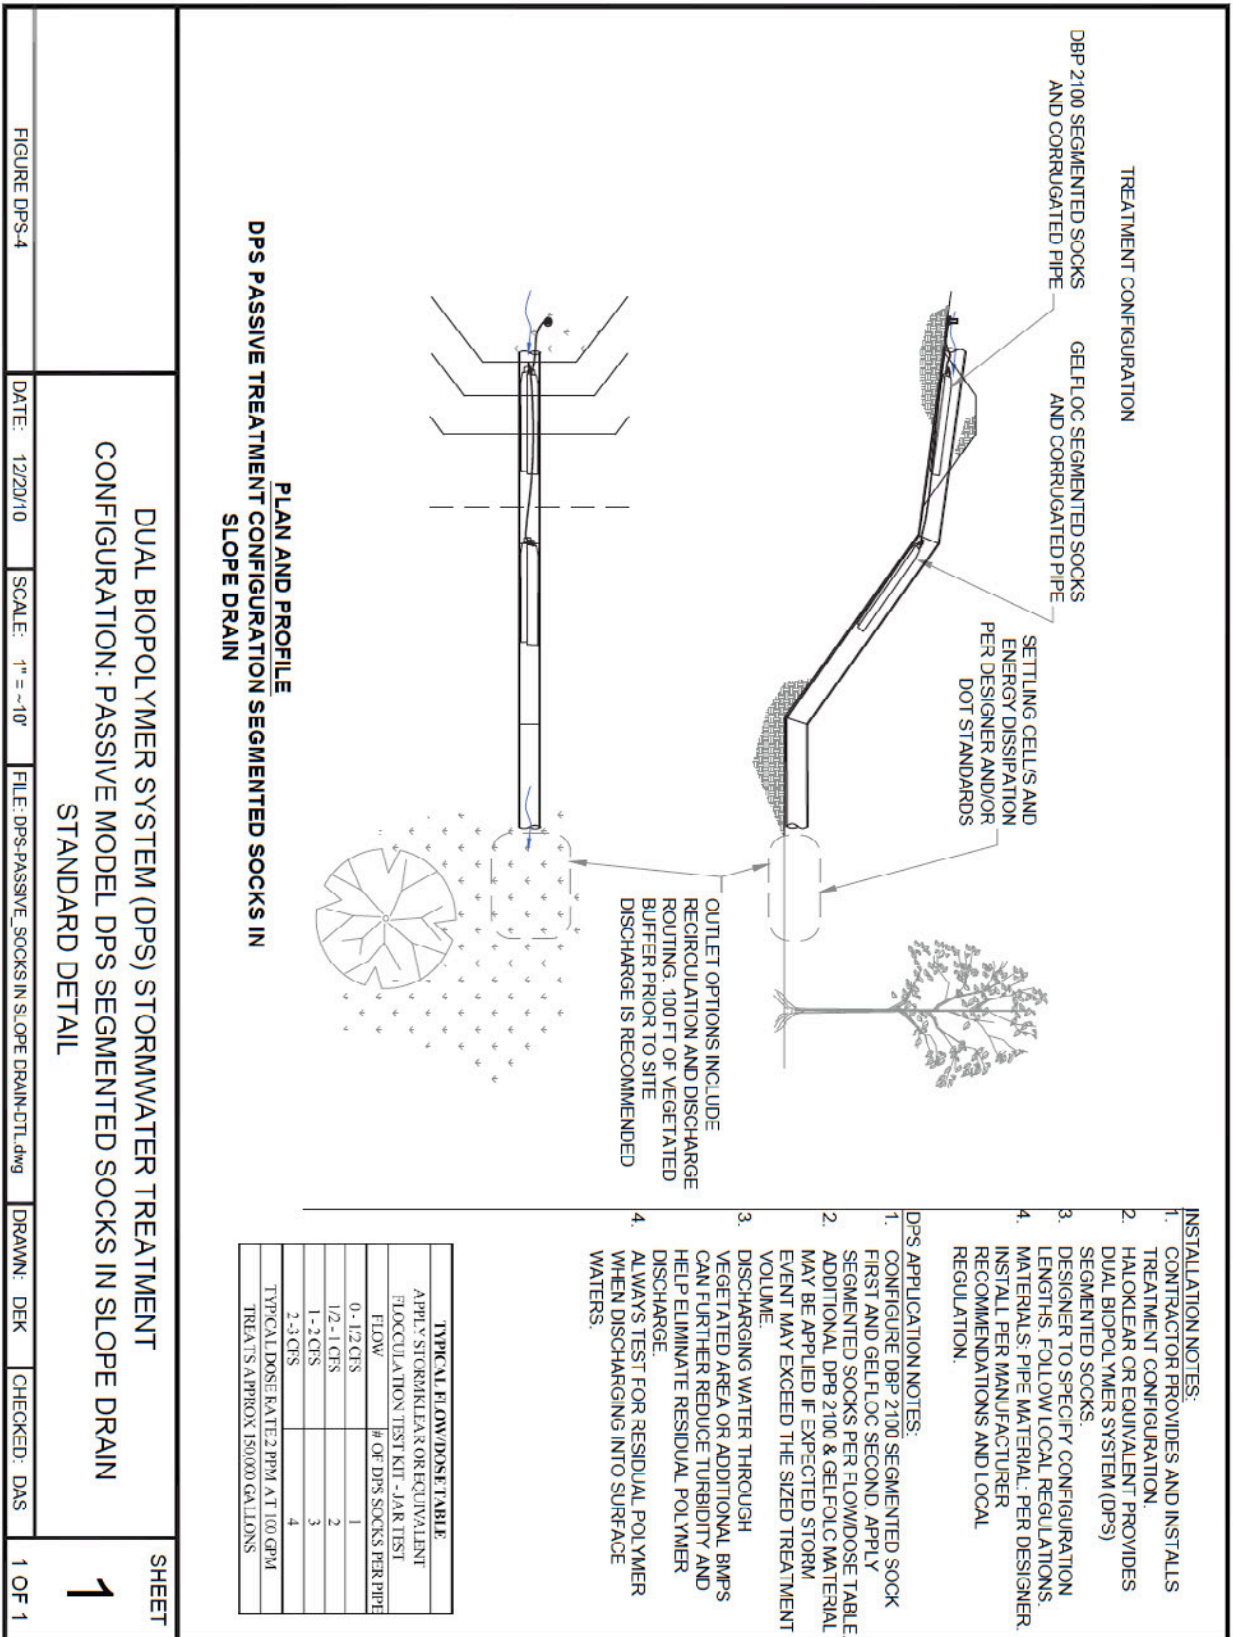 TREATMENT CONFIGURATION
DBP 2100 SEGMENTED SOCKS
AND CORRUGATED PIPE
GELFLOC SEGMENTED SOCKS
AND CORRUGATED PIPE
SETTLING CELL/S AND
ENERGY DISSIPATION
PER DESIGNER AND/OR
DOT STANDARDS
OUTLET OPTIONS INCLUDE
RECIRCULATION AND DISCHARGE
ROUTING. 100 FT OF VEGETATED
BUFFER PRIOR TO SITE
DISCHARGE IS RECOMMENDED
PLAN AND PROFILE
DPS PASSIVE TREATMENT CONFIGURATION SEGMENTED SOCKS IN
SLOPE DRAIN
INSTALLATION NOTES:
1. CONTRACTOR PROVIDES AND INSTALLS
TREATMENT CONFIGURATION.
2. HALOKLEAR OR EQUIVALENT PROVIDES
DUAL BIOPOLYMER SYSTEM (DPS)
SEGMENTED SOCKS.
3. DESIGNER TO SPECIFY CONFIGURATION
LENGTHS. FOLLOW LOCAL REGULATIONS.
4. MATERIALS: PIPE MATERIAL: PER DESIGNER.
INSTALL PER MANUFACTURER
RECOMMENDATIONS AND LOCAL
REGULATION.
DPS APPLICATION NOTES:
1. CONFIGURE DBP 2100 SEGMENTED SOCK
FIRST AND GELFLOC SECOND. APPLY
SEGMENTED SOCKS PER FLOW/DOSE TABLE.
2. ADDITIONAL DPB 2100 & GELFOLC MATERIAL
MAY BE APPLIED IF EXPECTED STORM
EVENT MAY EXCEED THE SIZED TREATMENT
VOLUME.
3. DISCHARGING WATER THROUGH
VEGETATED AREA OR ADDITIONAL BMPS
CAN FURTHER REDUCE TURBIDITY AND
HELP ELIMINATE RESIDUAL POLYMER
DISCHARGE.
4. ALWAYS TEST FOR RESIDUAL POLYMER
WHEN DISCHARGING INTO SURFACE
WATERS.
TYPICAL FLOW/DOSE TABLE
APPLY STORMKLEAR OR EQUIVALENT
FLOCCULATION TEST KIT - JAR TEST
FLOW # OF DPS SOCKS PER PIPE
0 - 1/2 CFS 1
1/2 - 1 CFS 2
1 - 2 CFS 3
2 -3 CFS 4
TYPICAL DOSE RATE 2 PPM AT 100 GPM
TREATS APPROX 150,000 GALLONS
DUAL BIOPOLYMER SYSTEM (DPS) STORMWATER TREATMENT
CONFIGURATION: PASSIVE MODEL DPS SEGMENTED SOCKS IN SLOPE DRAIN
STANDARD DETAIL
SHEET
1
FIGURE DPS-4
DATE: 12/20/10
SCALE: 1" = ~10'
FILE: DPS-PASSIVE_SOCKS IN SLOPE DRAIN-DTL.dwg
DRAWN: DEK
CHECKED: DAS
1 OF 1